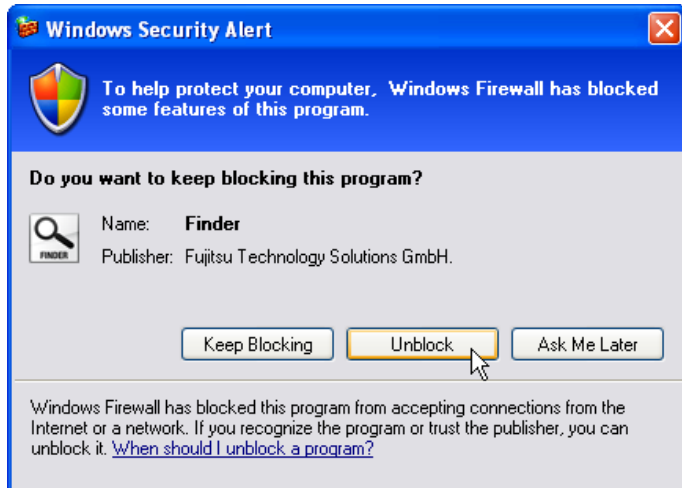 Windows Security Alert
To help protect your computer, Windows Firewall has blocked
some features of this program.
Do you want to keep blocking this program?
FINDER
Name: Finder
Publisher: Fujitsu Technology Solutions GmbH.
Keep Blocking Unblock Ask Me Later
Windows Firewall has blocked this program from accepting connections from the
Internet or a network. If you recognize the program or trust the publisher, you can
unblock it. When should I unblock a program?